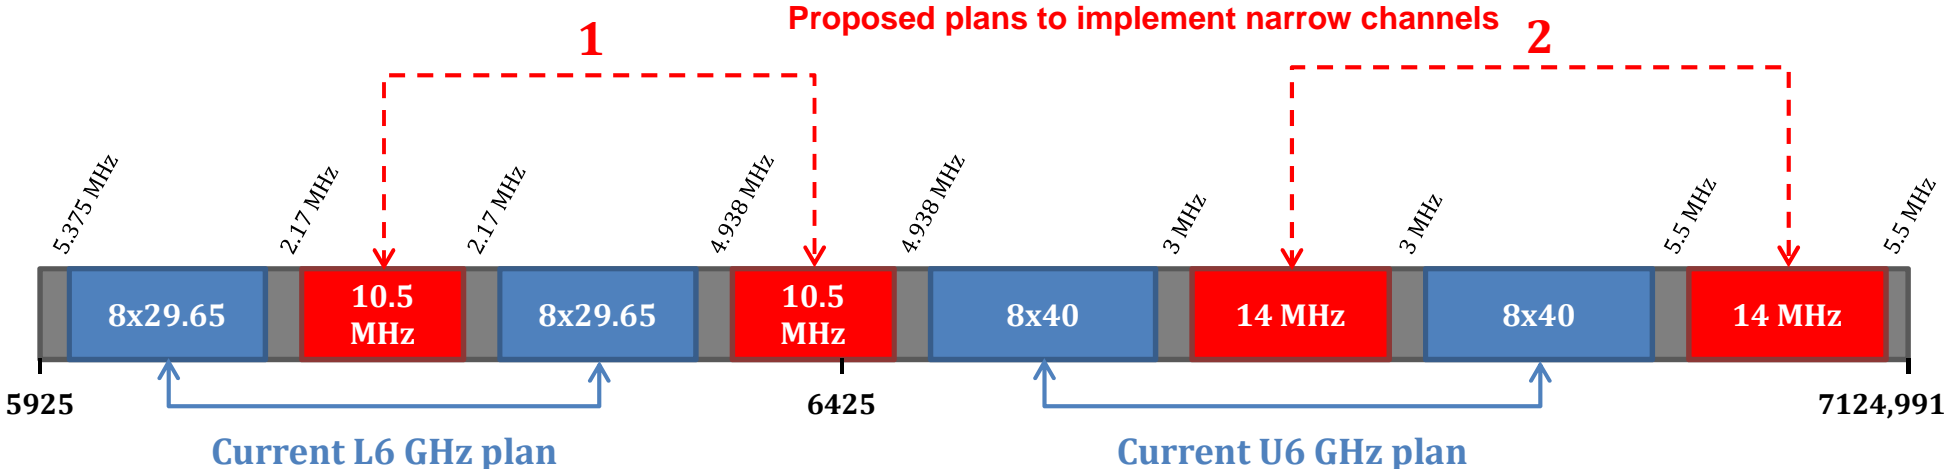 Proposed plans to implement narrow channels
1
2
5.375 MHz
2.17 MHz
2.17 MHz
4.938 MHz
4.938 MHz
3 MHz
3 MHz
5.5 MHz
5.5 MHz
8x29.65
10.5
MHz
8x29.65
10.5
MHz
8x40
14 MHz
8x40
14 MHz
5925
6425
7124,991
Current L6 GHz plan
Current U6 GHz plan